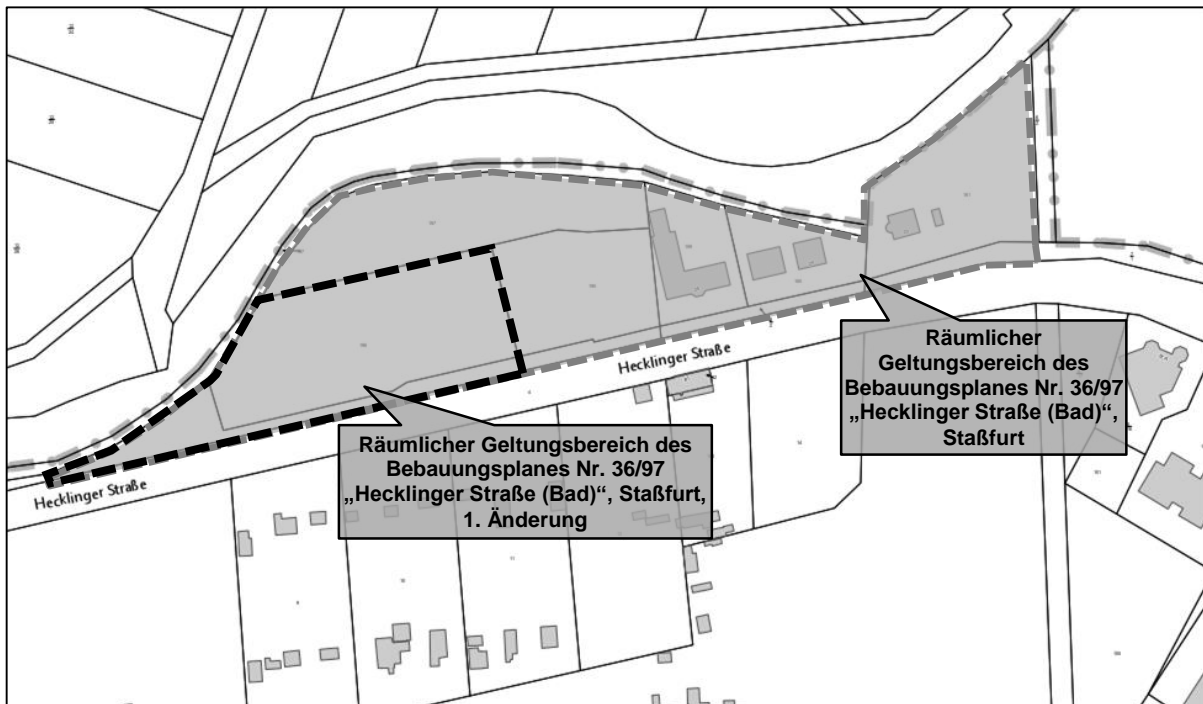 Hecklinger Straße
Räumlicher
Geltungsbereich des
Bebauungsplanes Nr. 36/97
„Hecklinger Straße (Bad)“,
Staßfurt
Räumlicher Geltungsbereich des
Bebauungsplanes Nr. 36/97
„Hecklinger Straße (Bad)“, Staßfurt,
1. Änderung
Hecklinger Straße